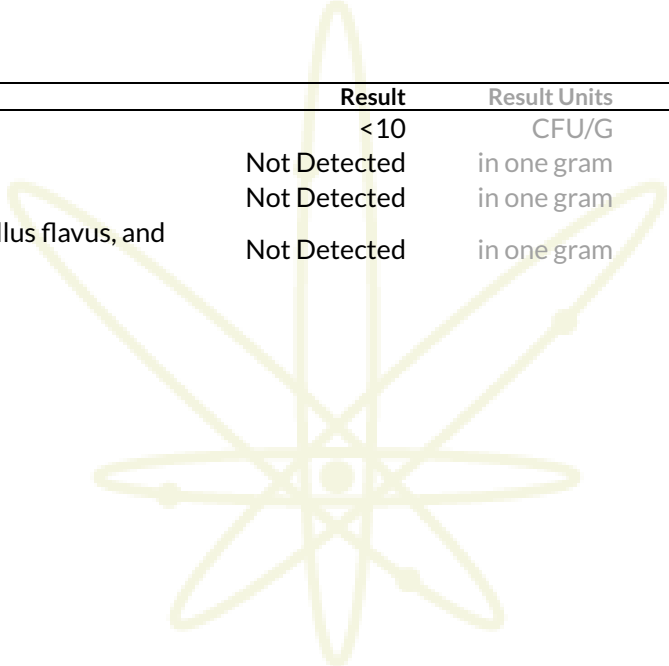 Result Result Units
<10 CFU/G
Not Detected in one gram
Not Detected in one gram
flavus, and
Not Detected in one gram